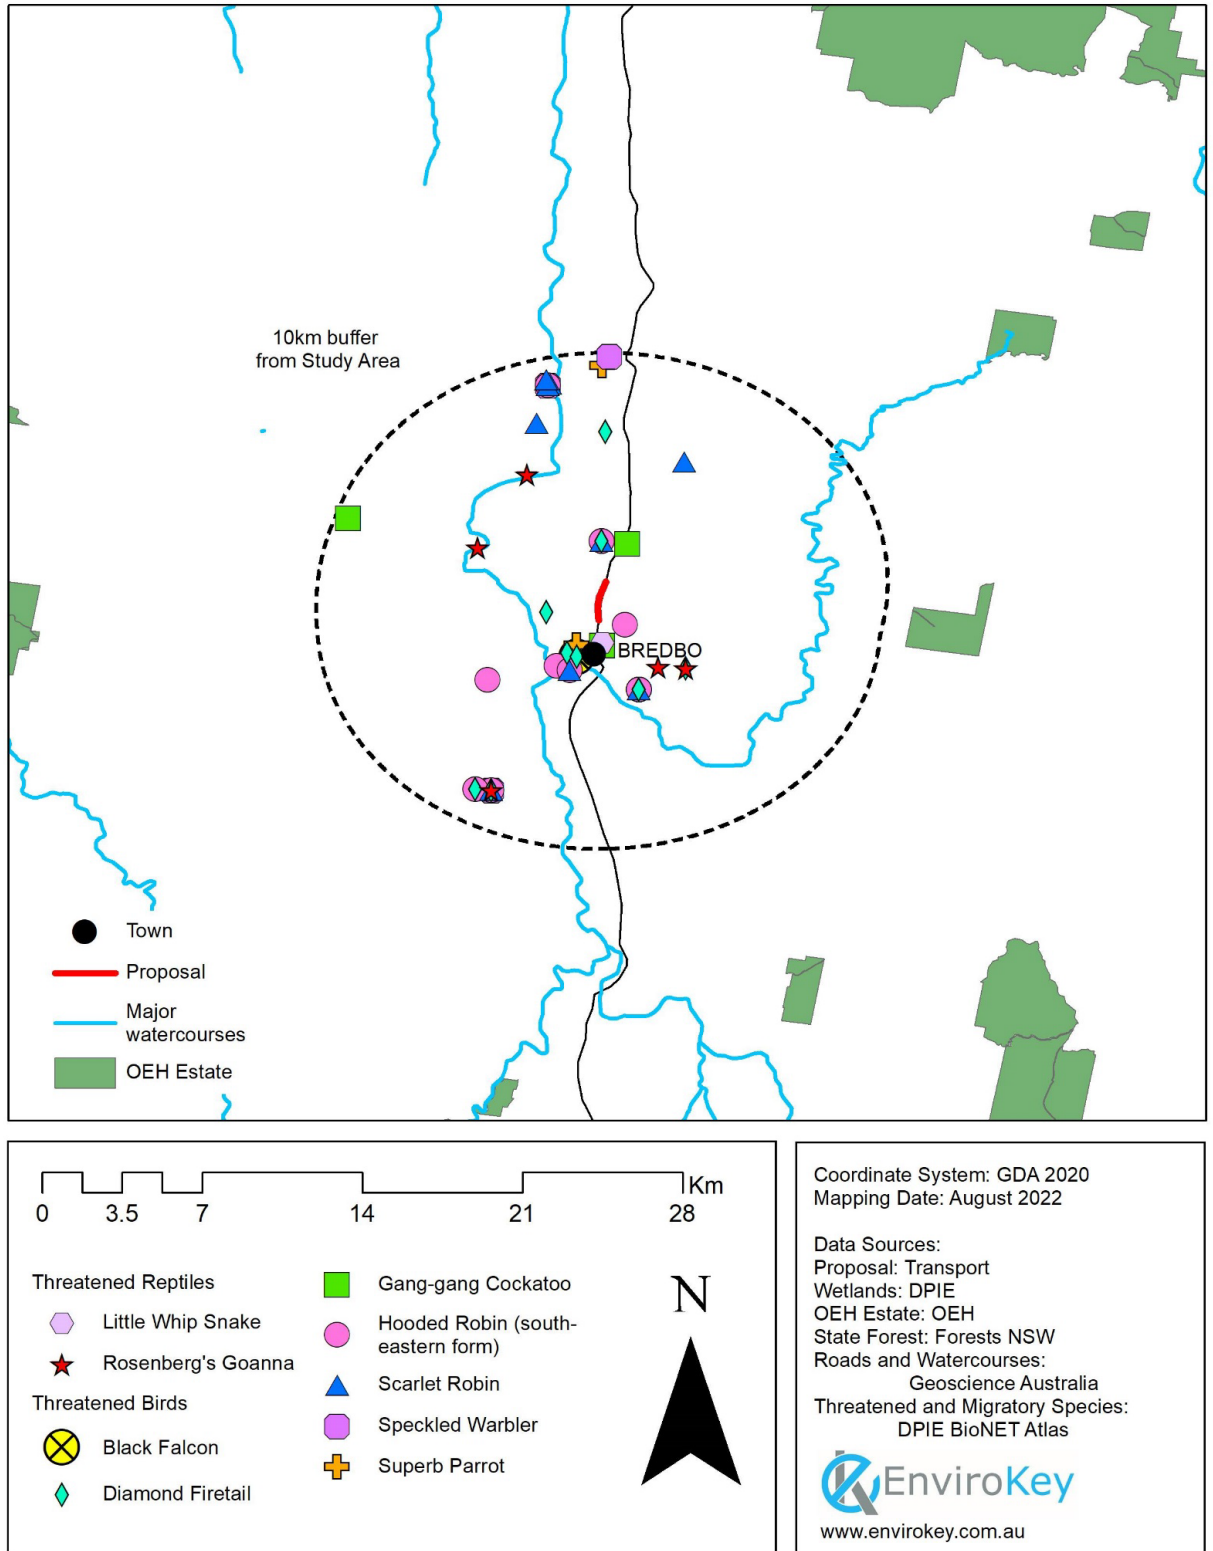 10km buffer
from Study Area
BREDBO
Town
Proposal
Major
watercourses
OEH Estate
Km
0 3.5 7 14 21 28
Threatened Reptiles
Little Whip Snake
Rosenberg's Goanna
Threatened Birds
Black Falcon
Diamond Firetail
Gang-gang Cockatoo
Hooded Robin (south-
eastern form)
Scarlet Robin
Speckled Warbler
Superb Parrot
N
Coordinate System: GDA 2020
Mapping Date: August 2022
Data Sources:
Proposal: Transport
Wetlands: DPIE
OEH Estate: OEH
State Forest: Forests NSW
Roads and Watercourses:
Geoscience Australia
Threatened and Migratory Species:
DPIE BioNET Atlas
EnviroKey
www.envirokey.com.au